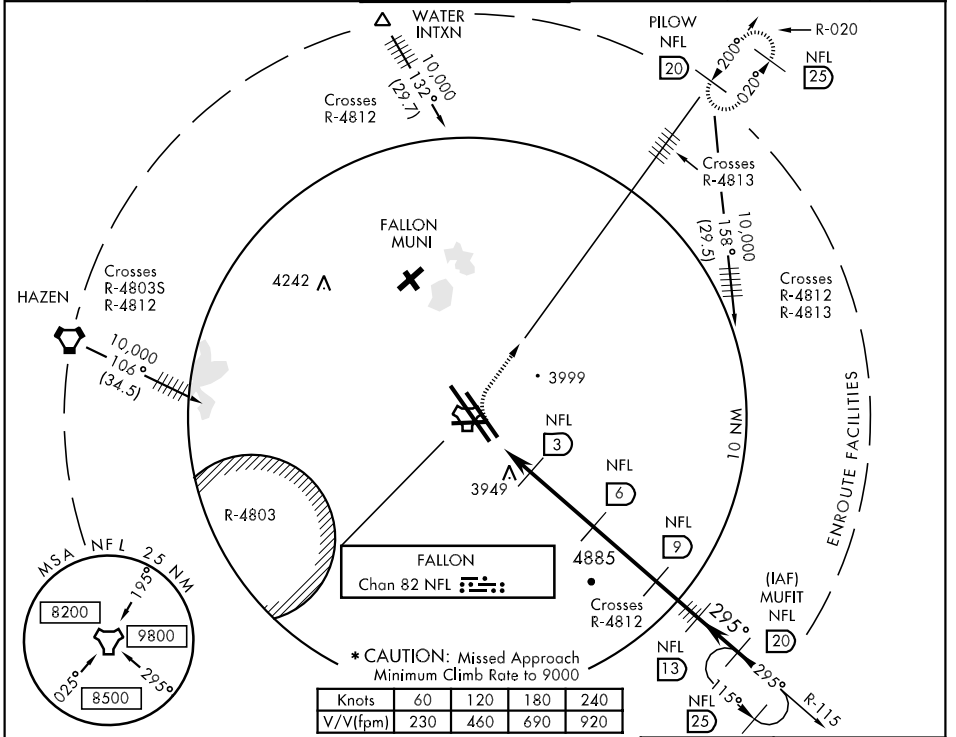 WATER
INTXN
10,000
132°
(29.7)
Crosses
R-4812
PILOW
NFL
20
R-020
200°
020°
NFL
25
Crosses
R-4813
10,000
158°
(29.5)
Crosses
R-4812
R-4813
FALLON
MUNI
4242
Crosses
R-4803S
R-4812
HAZEN
10,000
106°
(34.5)
3999
10 NM
ENROUTE FACILITIES
NFL
3
3949
NFL
6
R-4803
4885
NFL
9
FALLON
Chan 82 NFL
Crosses
R-4812
295°
(IAF)
MUFIT
NFL
20
NFL
13
295°
115°
R-115
NFL
25
MSA NFL 25 NM
195°
8200
9800
025°
8500
295°
* CAUTION: Missed Approach
Minimum Climb Rate to 9000
Knots 60 120 180 240
V/V(fpm) 230 460 690 920